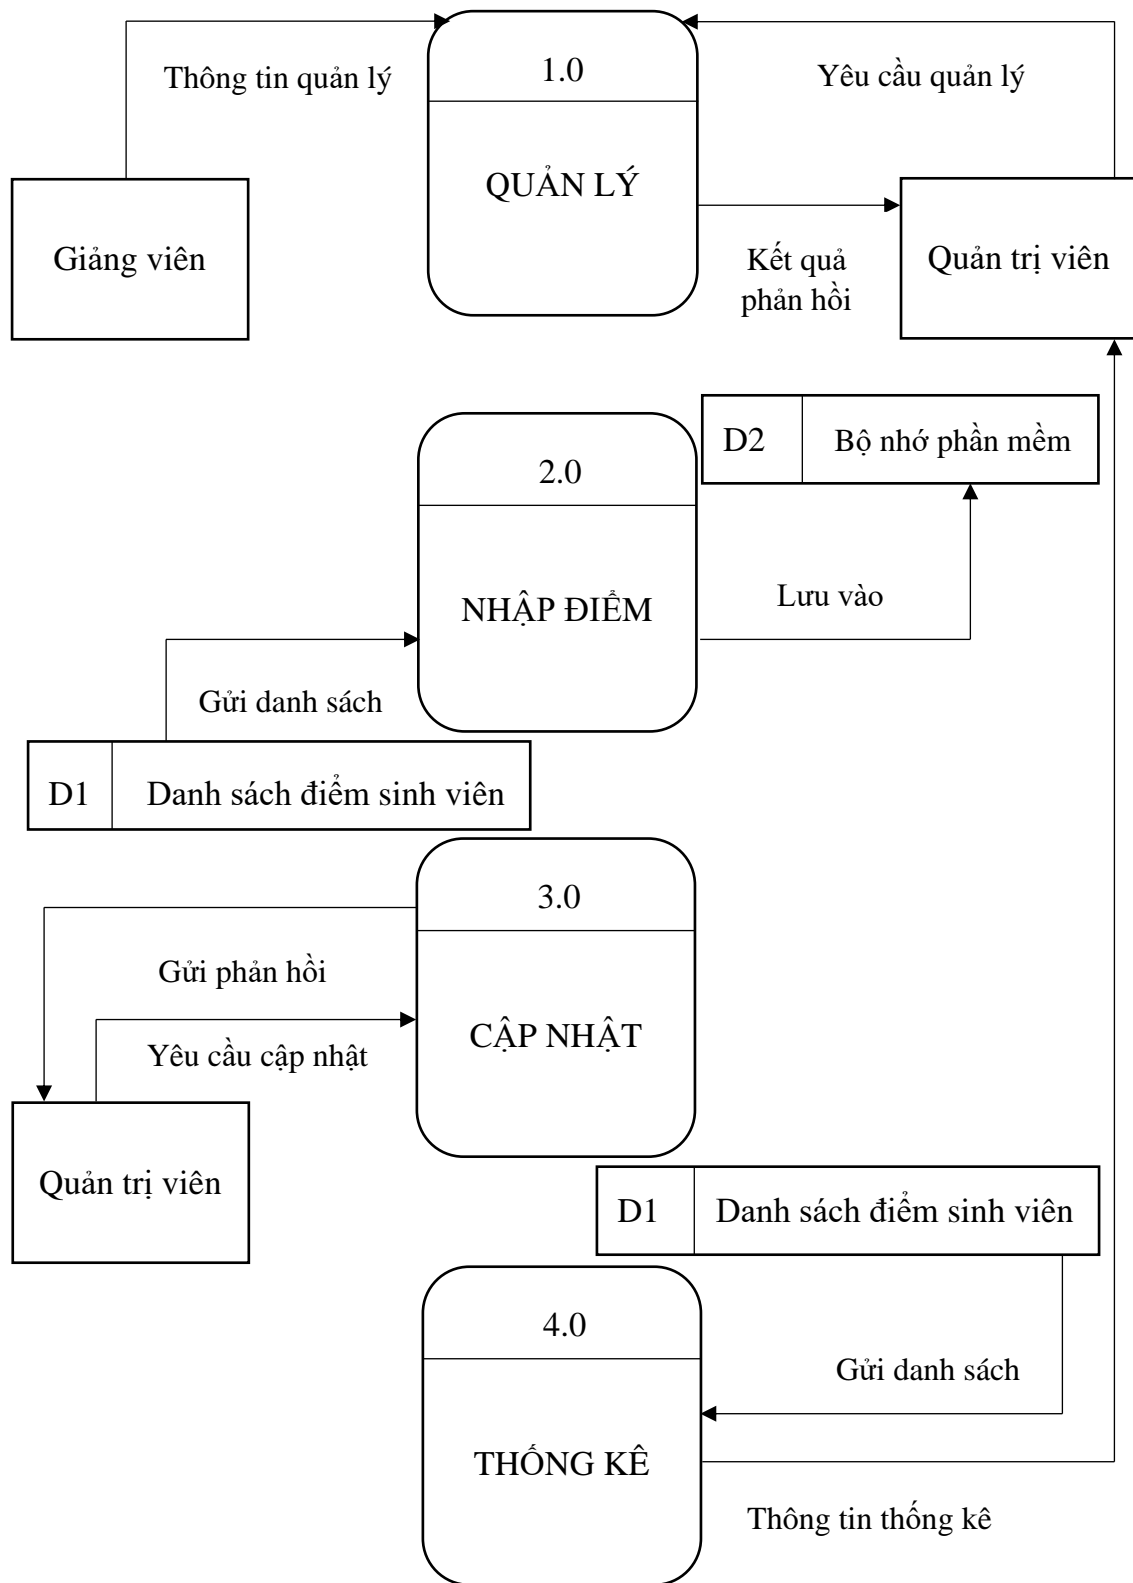 1.0
Thông tin quản lý
Yêu cầu quản lý
QUẢN LÝ
Giảng viên
Kết quả
phản hồi
Quản trị viên
D2
Bộ nhớ phần mềm
2.0
NHẬP ĐIỂM
Lưu vào
Gửi danh sách
D1
Danh sách điểm sinh viên
3.0
Gửi phản hồi
CẬP NHẬT
Yêu cầu cập nhật
Quản trị viên
D1
Danh sách điểm sinh viên
4.0
Gửi danh sách
THỐNG KÊ
Thông tin thống kê